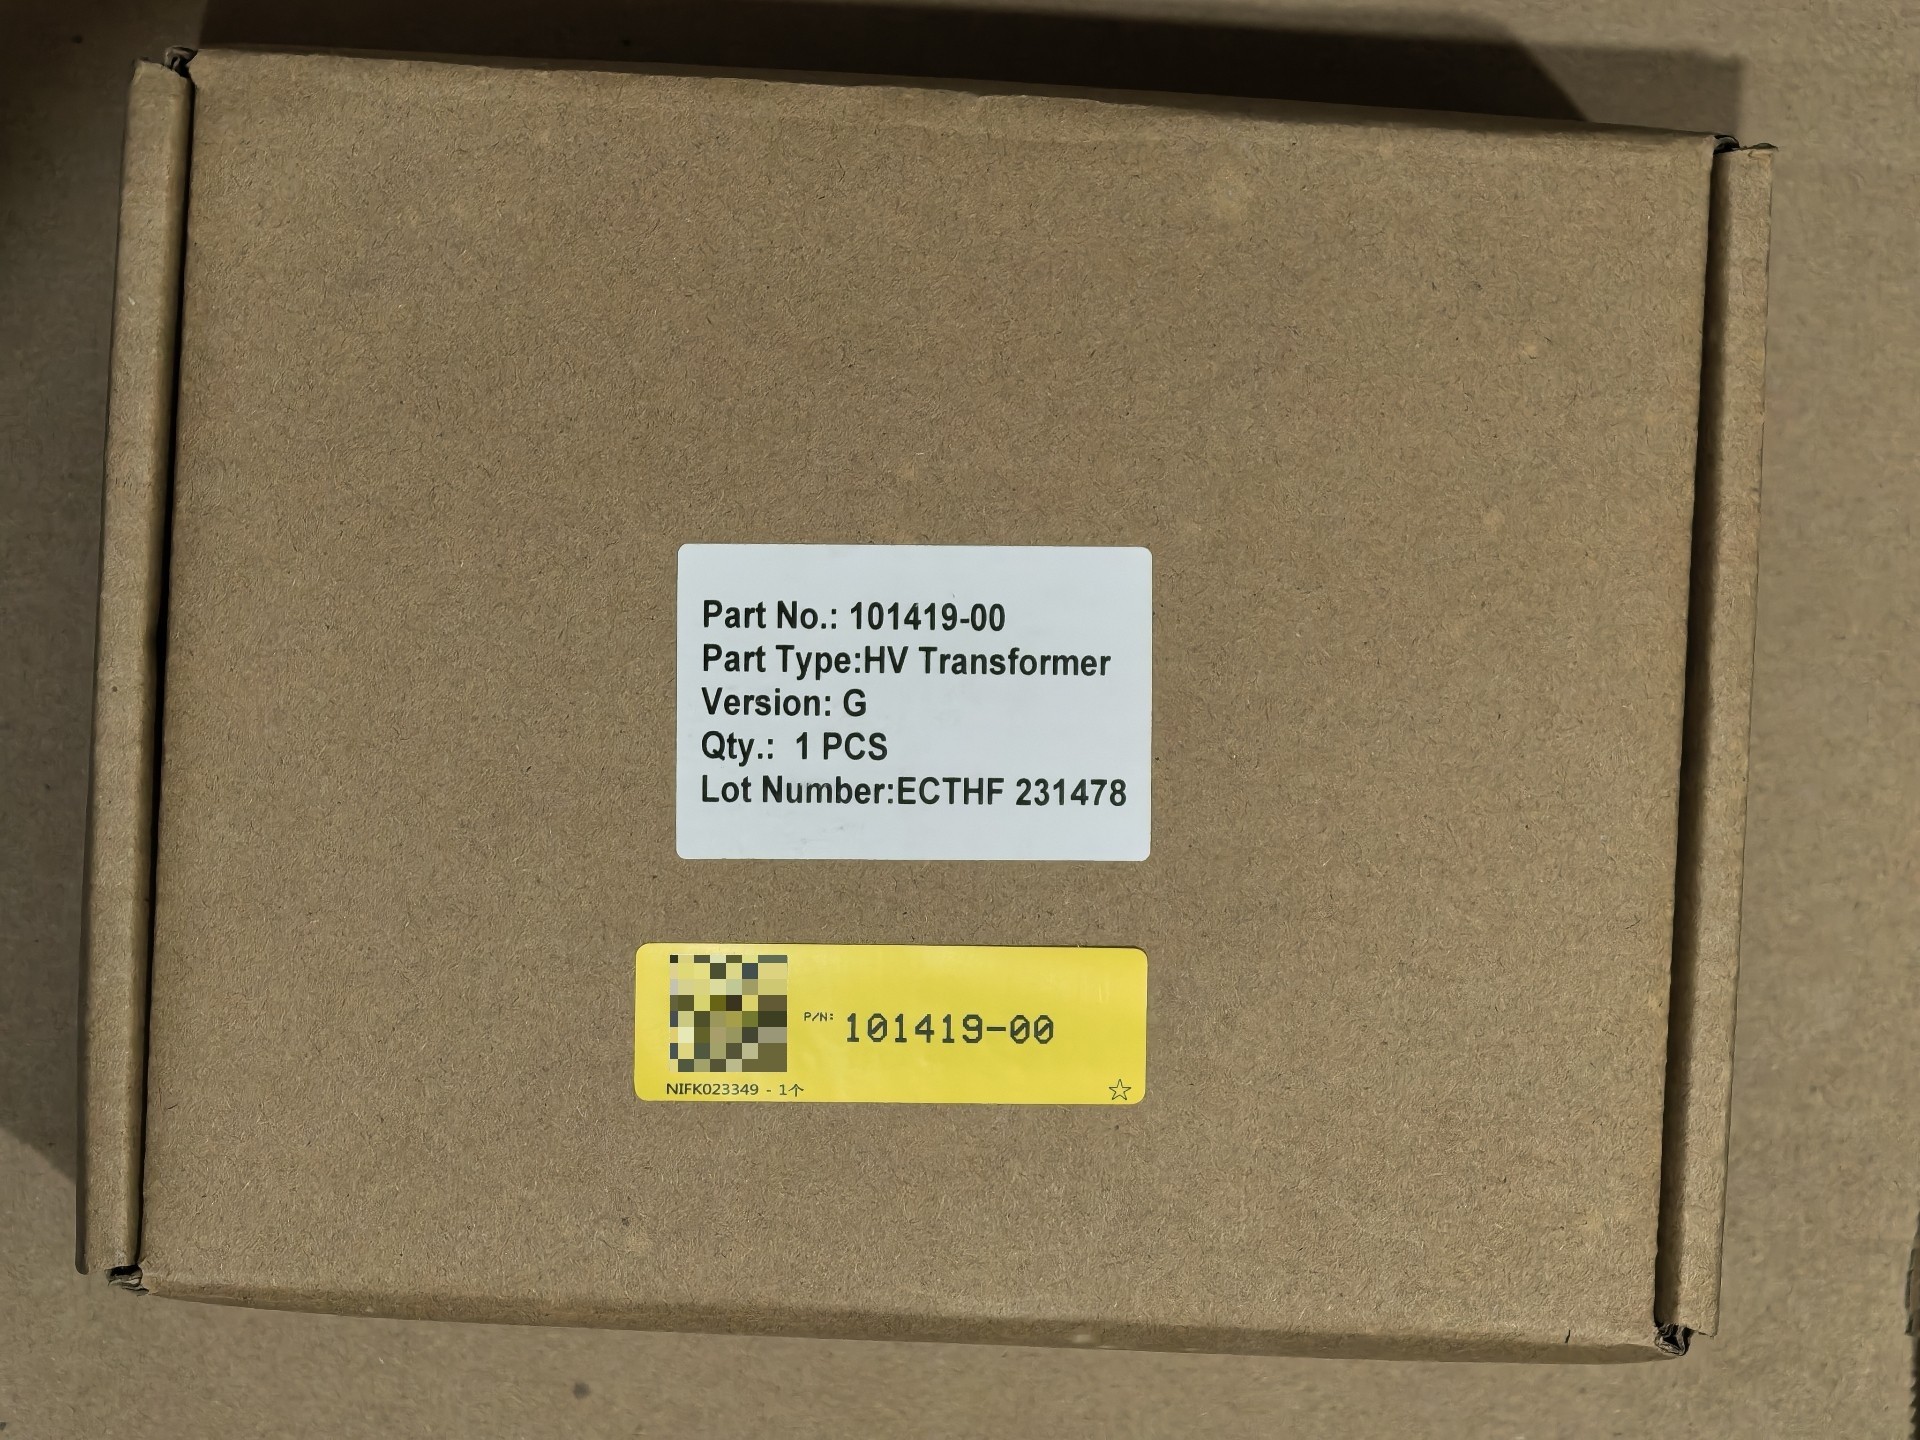 Part No.: 101419-00
Part Type:HV Transformer
Version: G
Qty.: 1 PCS
Lot Number:ECTHF 231478
P/N: 101419-00
NIFK023349 - 1个